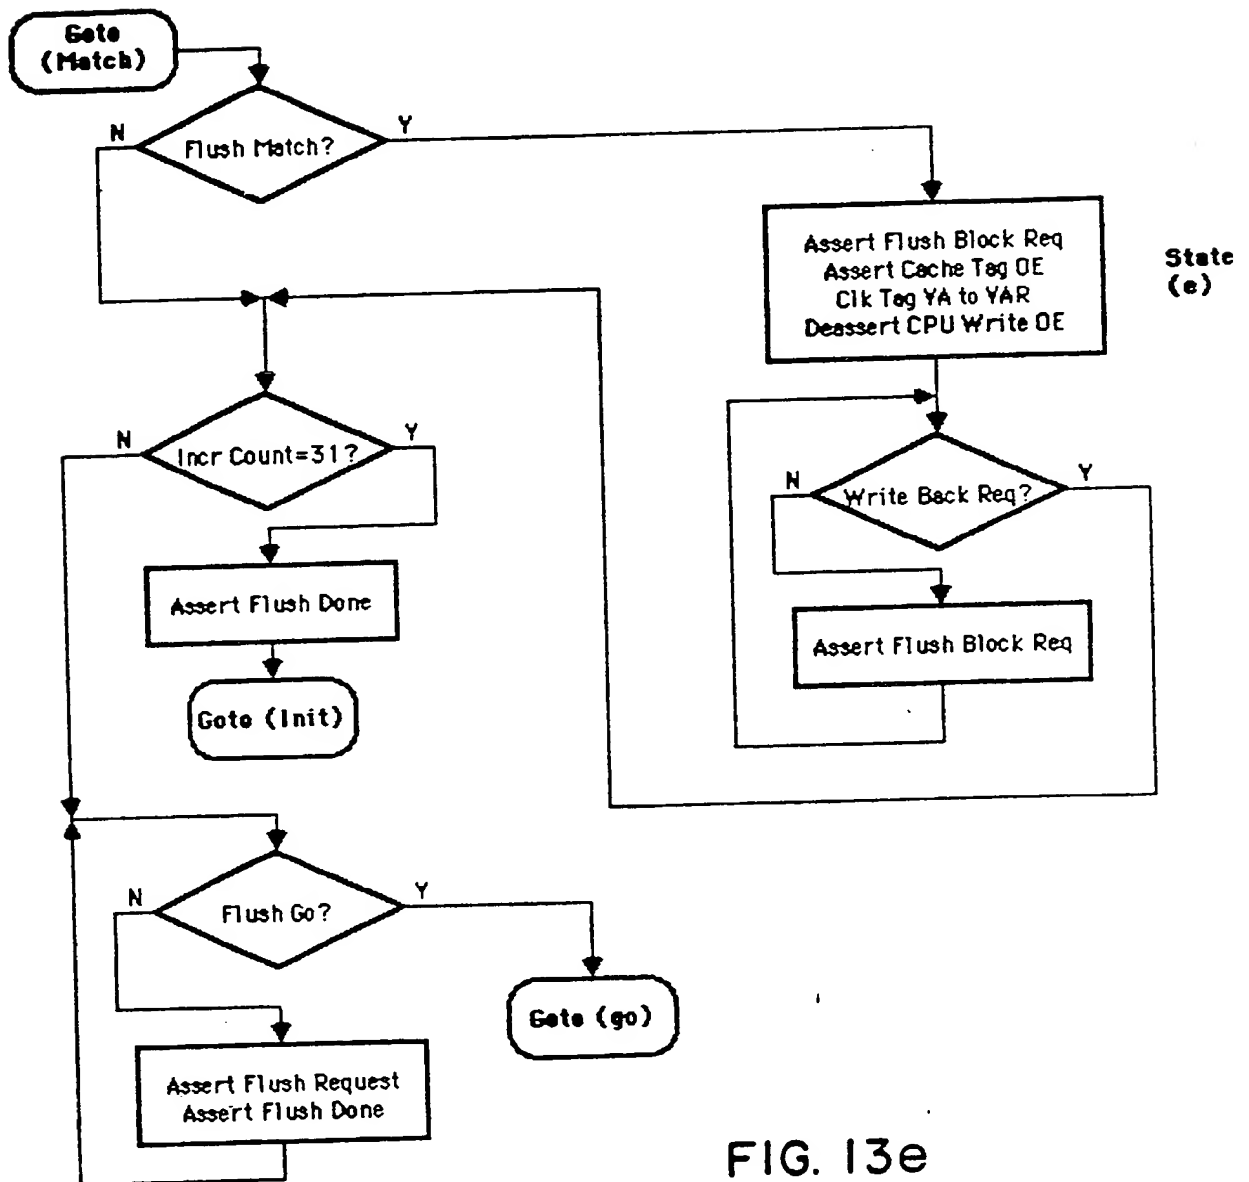 Goto
(Match)
Flush Match?
N
Y
Assert Flush Block Req
Assert Cache Tag OE
Clk Tag VA to VAR
Deassert CPU Write OE
State
(e)
Incr Count=31?
N
Y
Write Back Req?
N
Y
Assert Flush Done
Assert Flush Block Req
Goto (Init)
Flush Go?
N
Y
Goto (go)
Assert Flush Request
Assert Flush Done
FIG. 13e